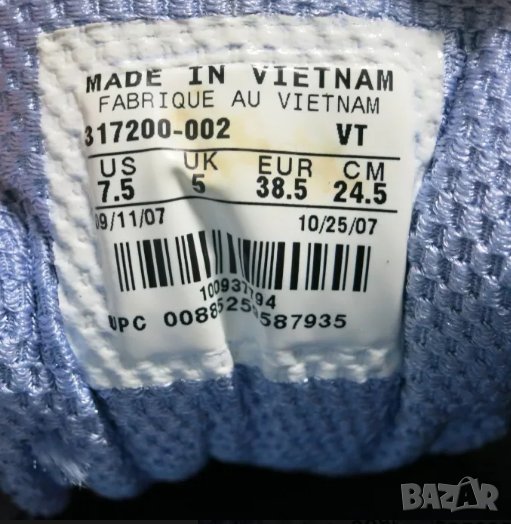 MADE IN VIETNAM
FABRIQUE AU VIETNAM
317200-002 VT
US UK EUR CM
7.5 5 38.5 24.5
09/11/07 10/25/07
100937794
UPC 00885259587935
BAZAR